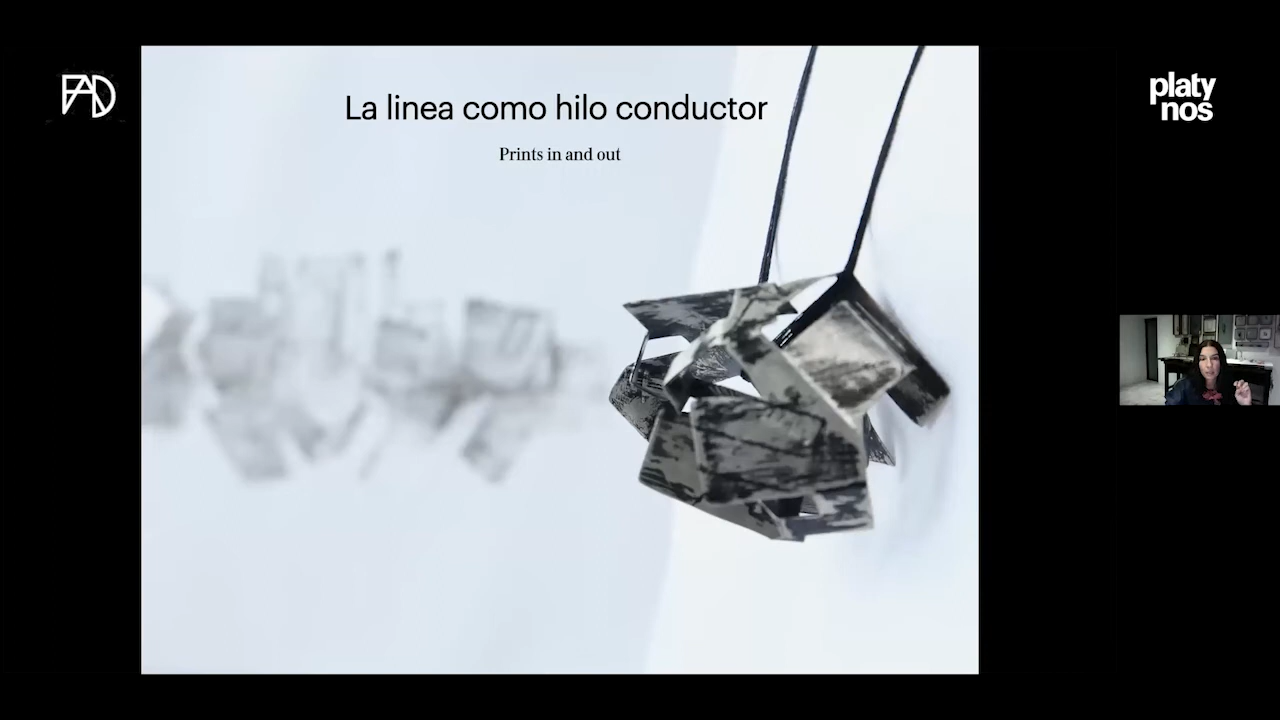 FAD
La linea como hilo conductor
Prints in and out
platy
nos